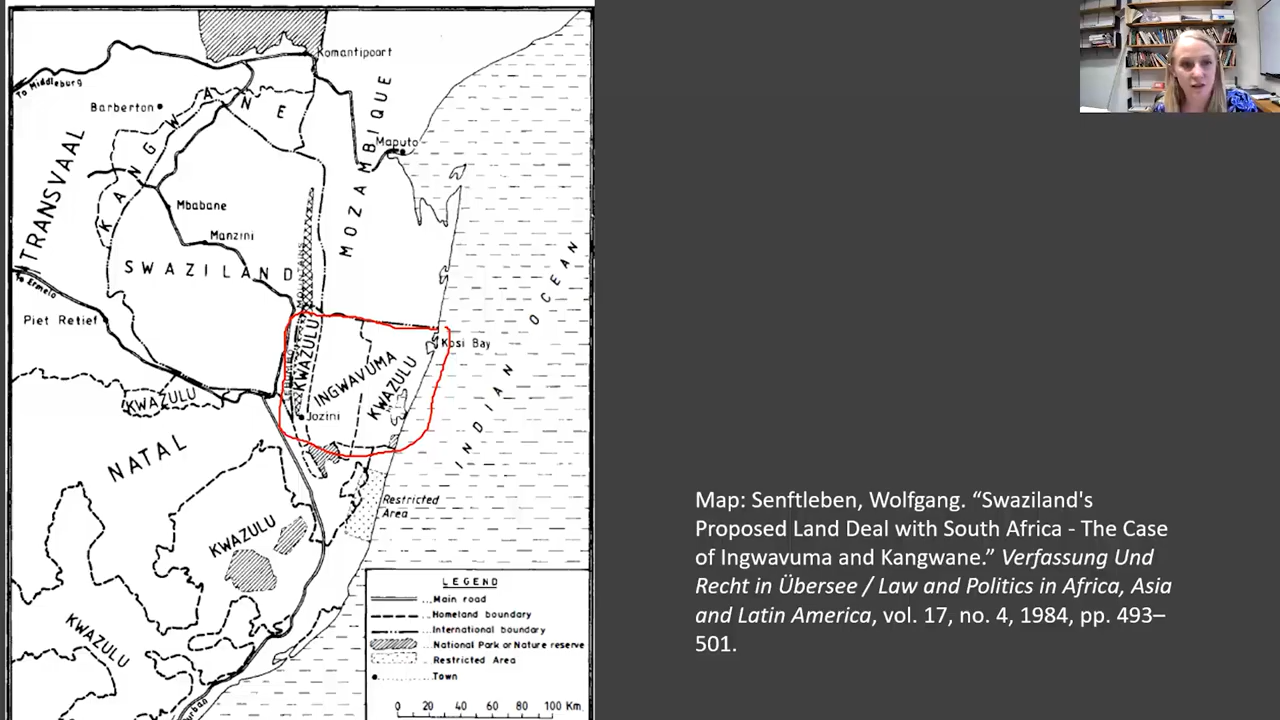 Komantipoort
To Middleburg
Barberton
KANGWANE
TRANSVAAL
MOZAMBIQUE
Maputo
Mbabane
Manzini
SWAZILAND
To Ermelo
Piet Retief
INDIAN OCEAN
Kosi Bay
KWAZULU
INGWAVUMA
KWAZULU
KWAZULU
Jozini
NATAL
Restricted
Area
KWAZULU
KWAZULU
LEGEND
Main road
Homeland boundary
International boundary
National Park or Nature reserve
Restricted Area
Town
0 20 40 60 80 100 Km.
Map: Senftleben, Wolfgang. “Swaziland's
Proposed Land Deal with South Africa - The Case
of Ingwavuma and Kangwane.” Verfassung Und
Recht in Übersee / Law and Politics in Africa, Asia
and Latin America, vol. 17, no. 4, 1984, pp. 493–
501.